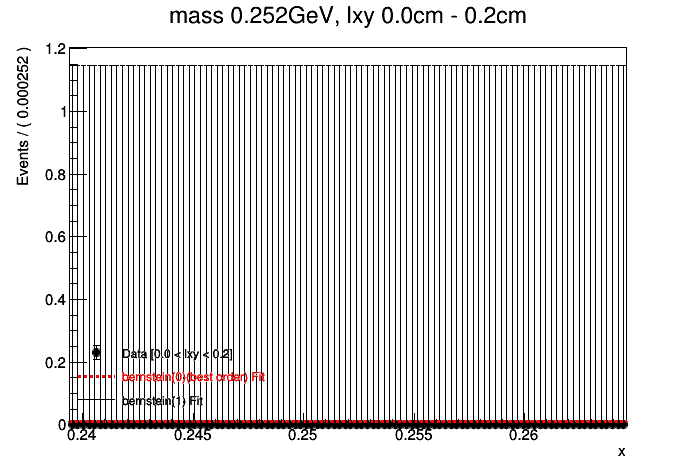 mass 0.252GeV, lxy 0.0cm - 0.2cm
Events / ( 0.000252 )
1.2
1
0.8
0.6
0.4
0.2
0
Data [0.0 < lxy < 0.2]
bernstein(0)(best order) Fit
bernstein(1) Fit
0.24 0.245 0.25 0.255 0.26
x